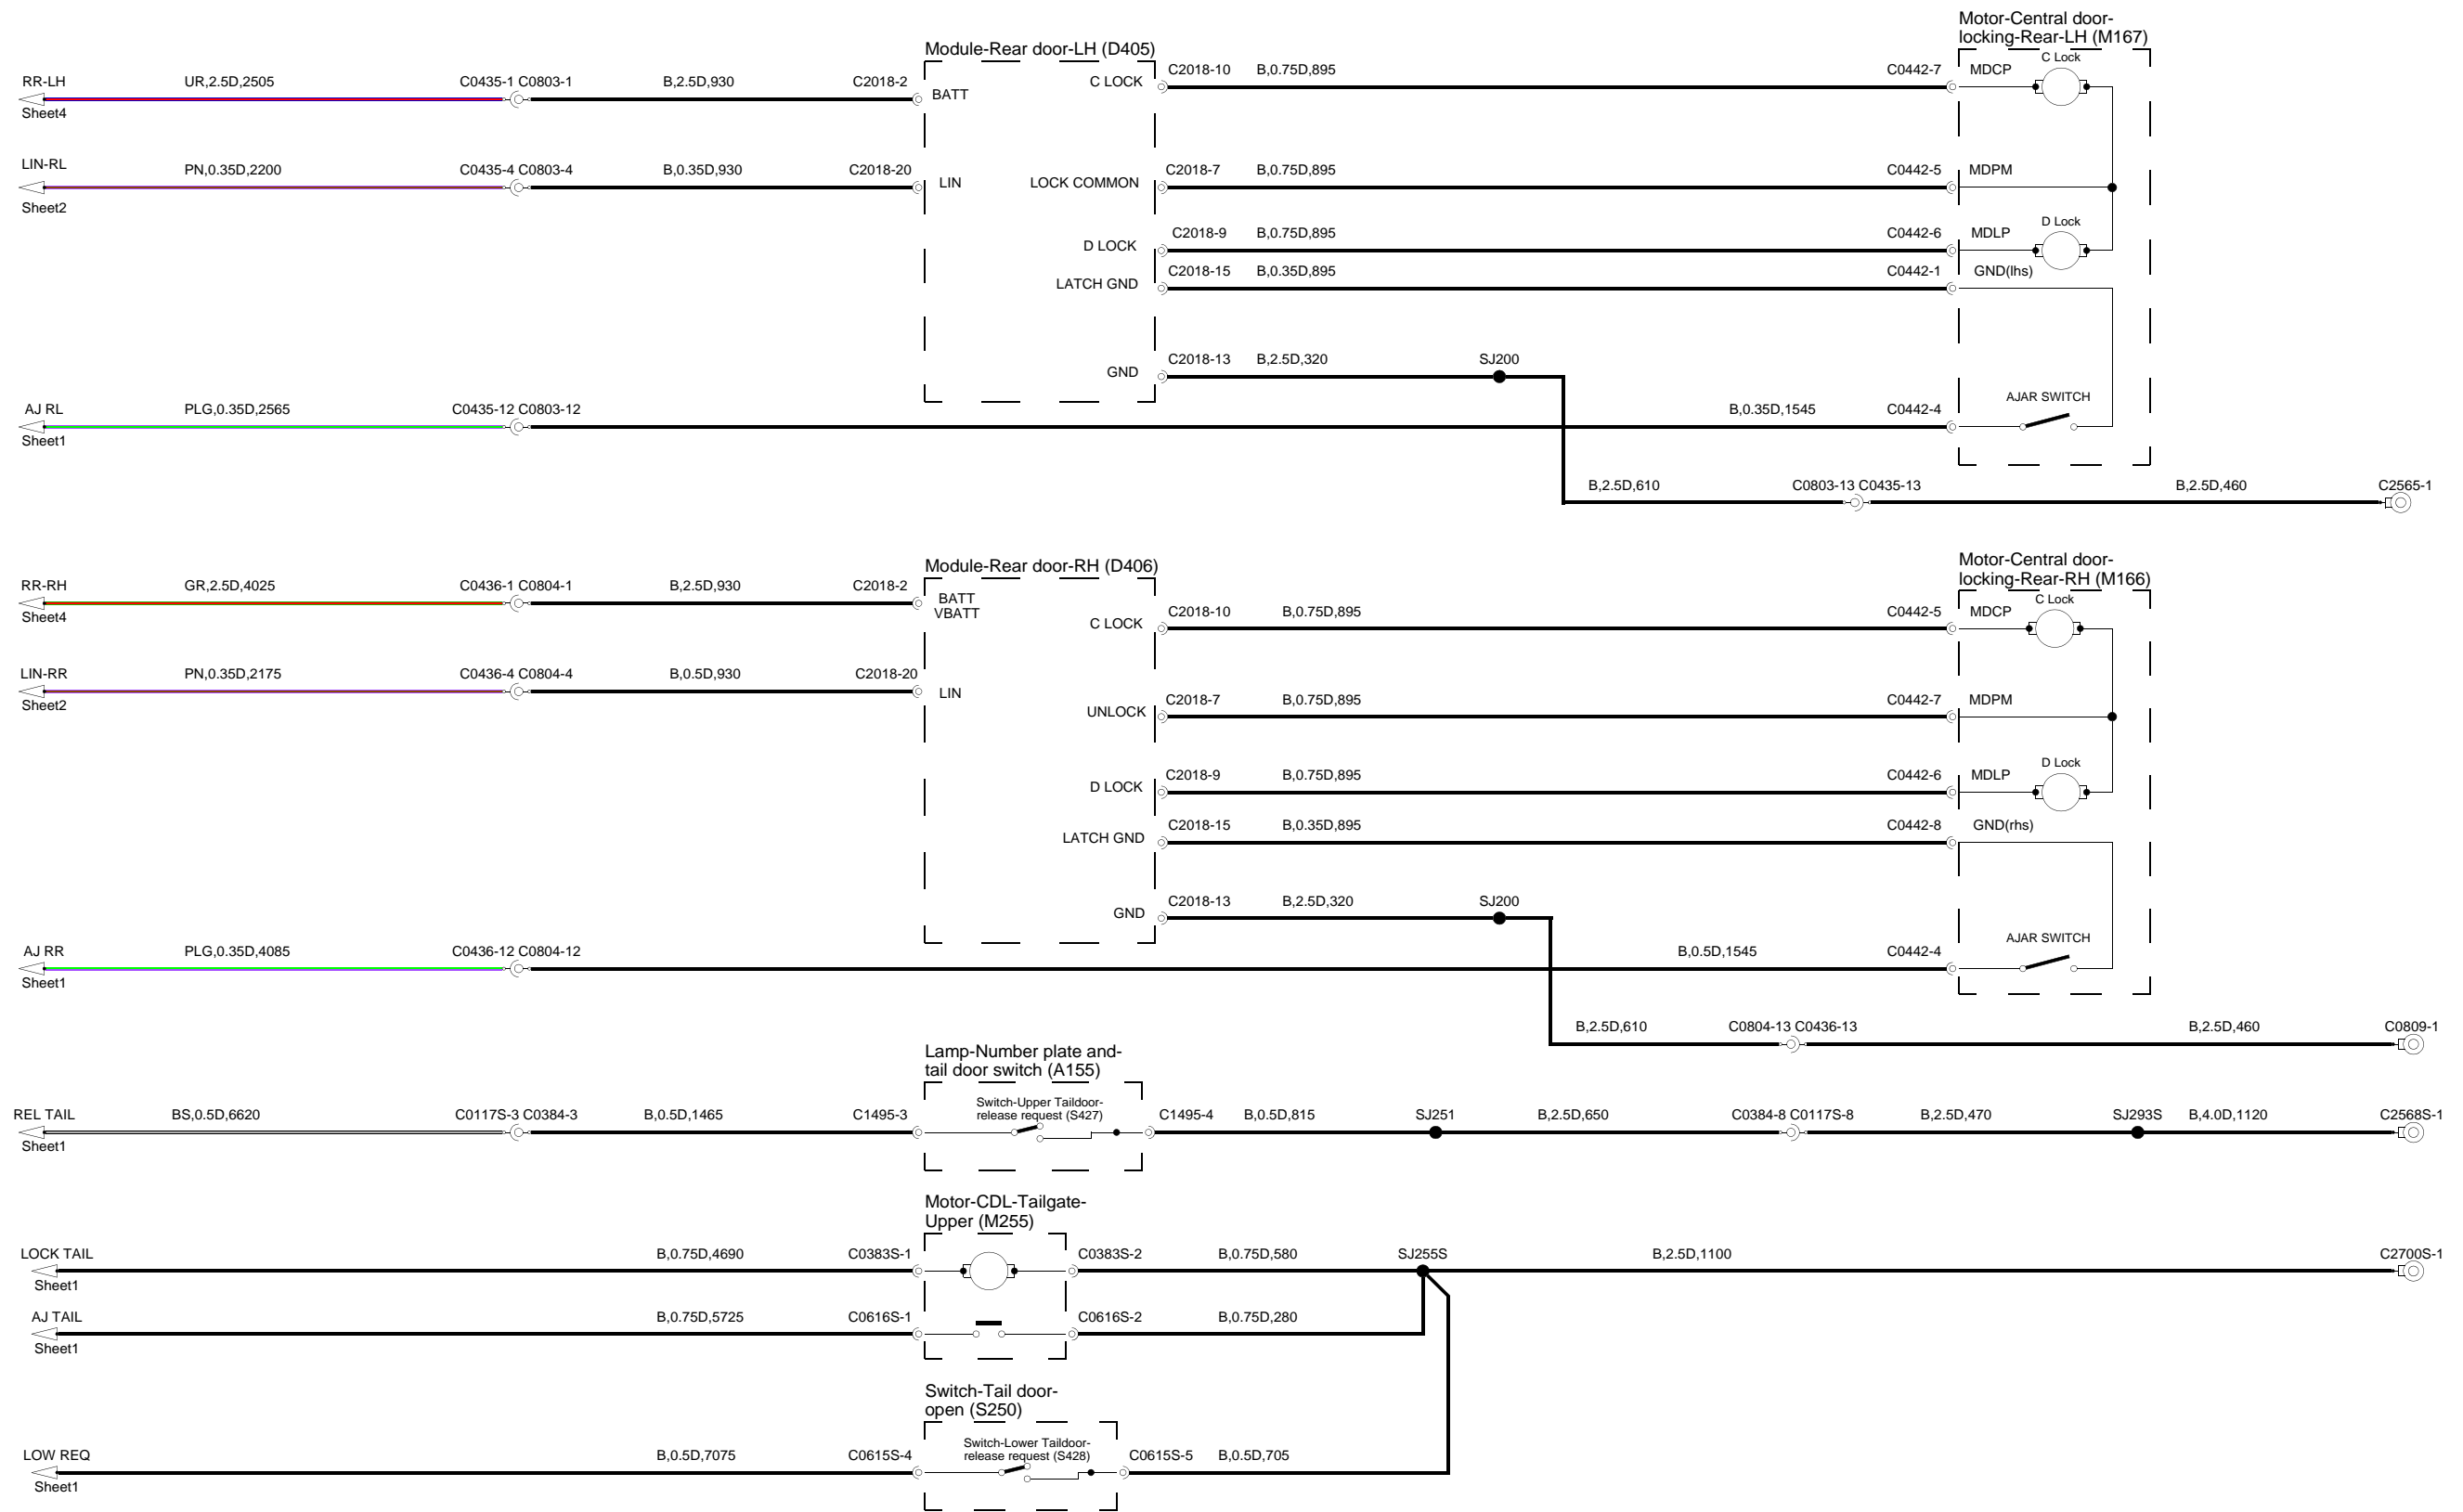 Motor-Central door-
locking-Rear-LH (M167)
Module-Rear door-LH (D405)
RR-LH UR,2.5D,2505 C0435-1 C0803-1 B,2.5D,930 C2018-2 BATT C LOCK C2018-10 B,0.75D,895 C0442-7 MDCP C Lock
Sheet4
LIN-RL PN,0.35D,2200 C0435-4 C0803-4 B,0.35D,930 C2018-20 LIN LOCK COMMON C2018-7 B,0.75D,895 C0442-5 MDPM
Sheet2
D LOCK C2018-9 B,0.75D,895 C0442-6 MDLP D Lock
LATCH GND C2018-15 B,0.35D,895 C0442-1 GND(lhs)
GND C2018-13 B,2.5D,320 SJ200
AJ RL PLG,0.35D,2565 C0435-12 C0803-12 B,0.35D,1545 C0442-4 AJAR SWITCH
Sheet1
B,2.5D,610 C0803-13 C0435-13 B,2.5D,460 C2565-1
Motor-Central door-
locking-Rear-RH (M166)
Module-Rear door-RH (D406)
RR-RH GR,2.5D,4025 C0436-1 C0804-1 B,2.5D,930 C2018-2 BATT
VBATT
Sheet4
C LOCK C2018-10 B,0.75D,895 C0442-5 MDCP C Lock
LIN-RR PN,0.35D,2175 C0436-4 C0804-4 B,0.5D,930 C2018-20 LIN
Sheet2
UNLOCK C2018-7 B,0.75D,895 C0442-7 MDPM
D LOCK C2018-9 B,0.75D,895 C0442-6 MDLP D Lock
LATCH GND C2018-15 B,0.35D,895 C0442-8 GND(rhs)
GND C2018-13 B,2.5D,320 SJ200
AJ RR PLG,0.35D,4085 C0436-12 C0804-12 B,0.5D,1545 C0442-4 AJAR SWITCH
Sheet1
B,2.5D,610 C0804-13 C0436-13 B,2.5D,460 C0809-1
Lamp-Number plate and-
tail door switch (A155)
Switch-Upper Taildoor-
release request (S427)
REL TAIL BS,0.5D,6620 C0117S-3 C0384-3 B,0.5D,1465 C1495-3 C1495-4 B,0.5D,815 SJ251 B,2.5D,650 C0384-8 C0117S-8 B,2.5D,470 SJ293S B,4.0D,1120 C2568S-1
Sheet1
Motor-CDL-Tailgate-
Upper (M255)
LOCK TAIL B,0.75D,4690 C0383S-1 C0383S-2 B,0.75D,580 SJ255S B,2.5D,1100 C2700S-1
Sheet1
AJ TAIL B,0.75D,5725 C0616S-1 C0616S-2 B,0.75D,280
Sheet1
Switch-Tail door-
open (S250)
Switch-Lower Taildoor-
release request (S428)
LOW REQ B,0.5D,7075 C0615S-4 C0615S-5 B,0.5D,705
Sheet1